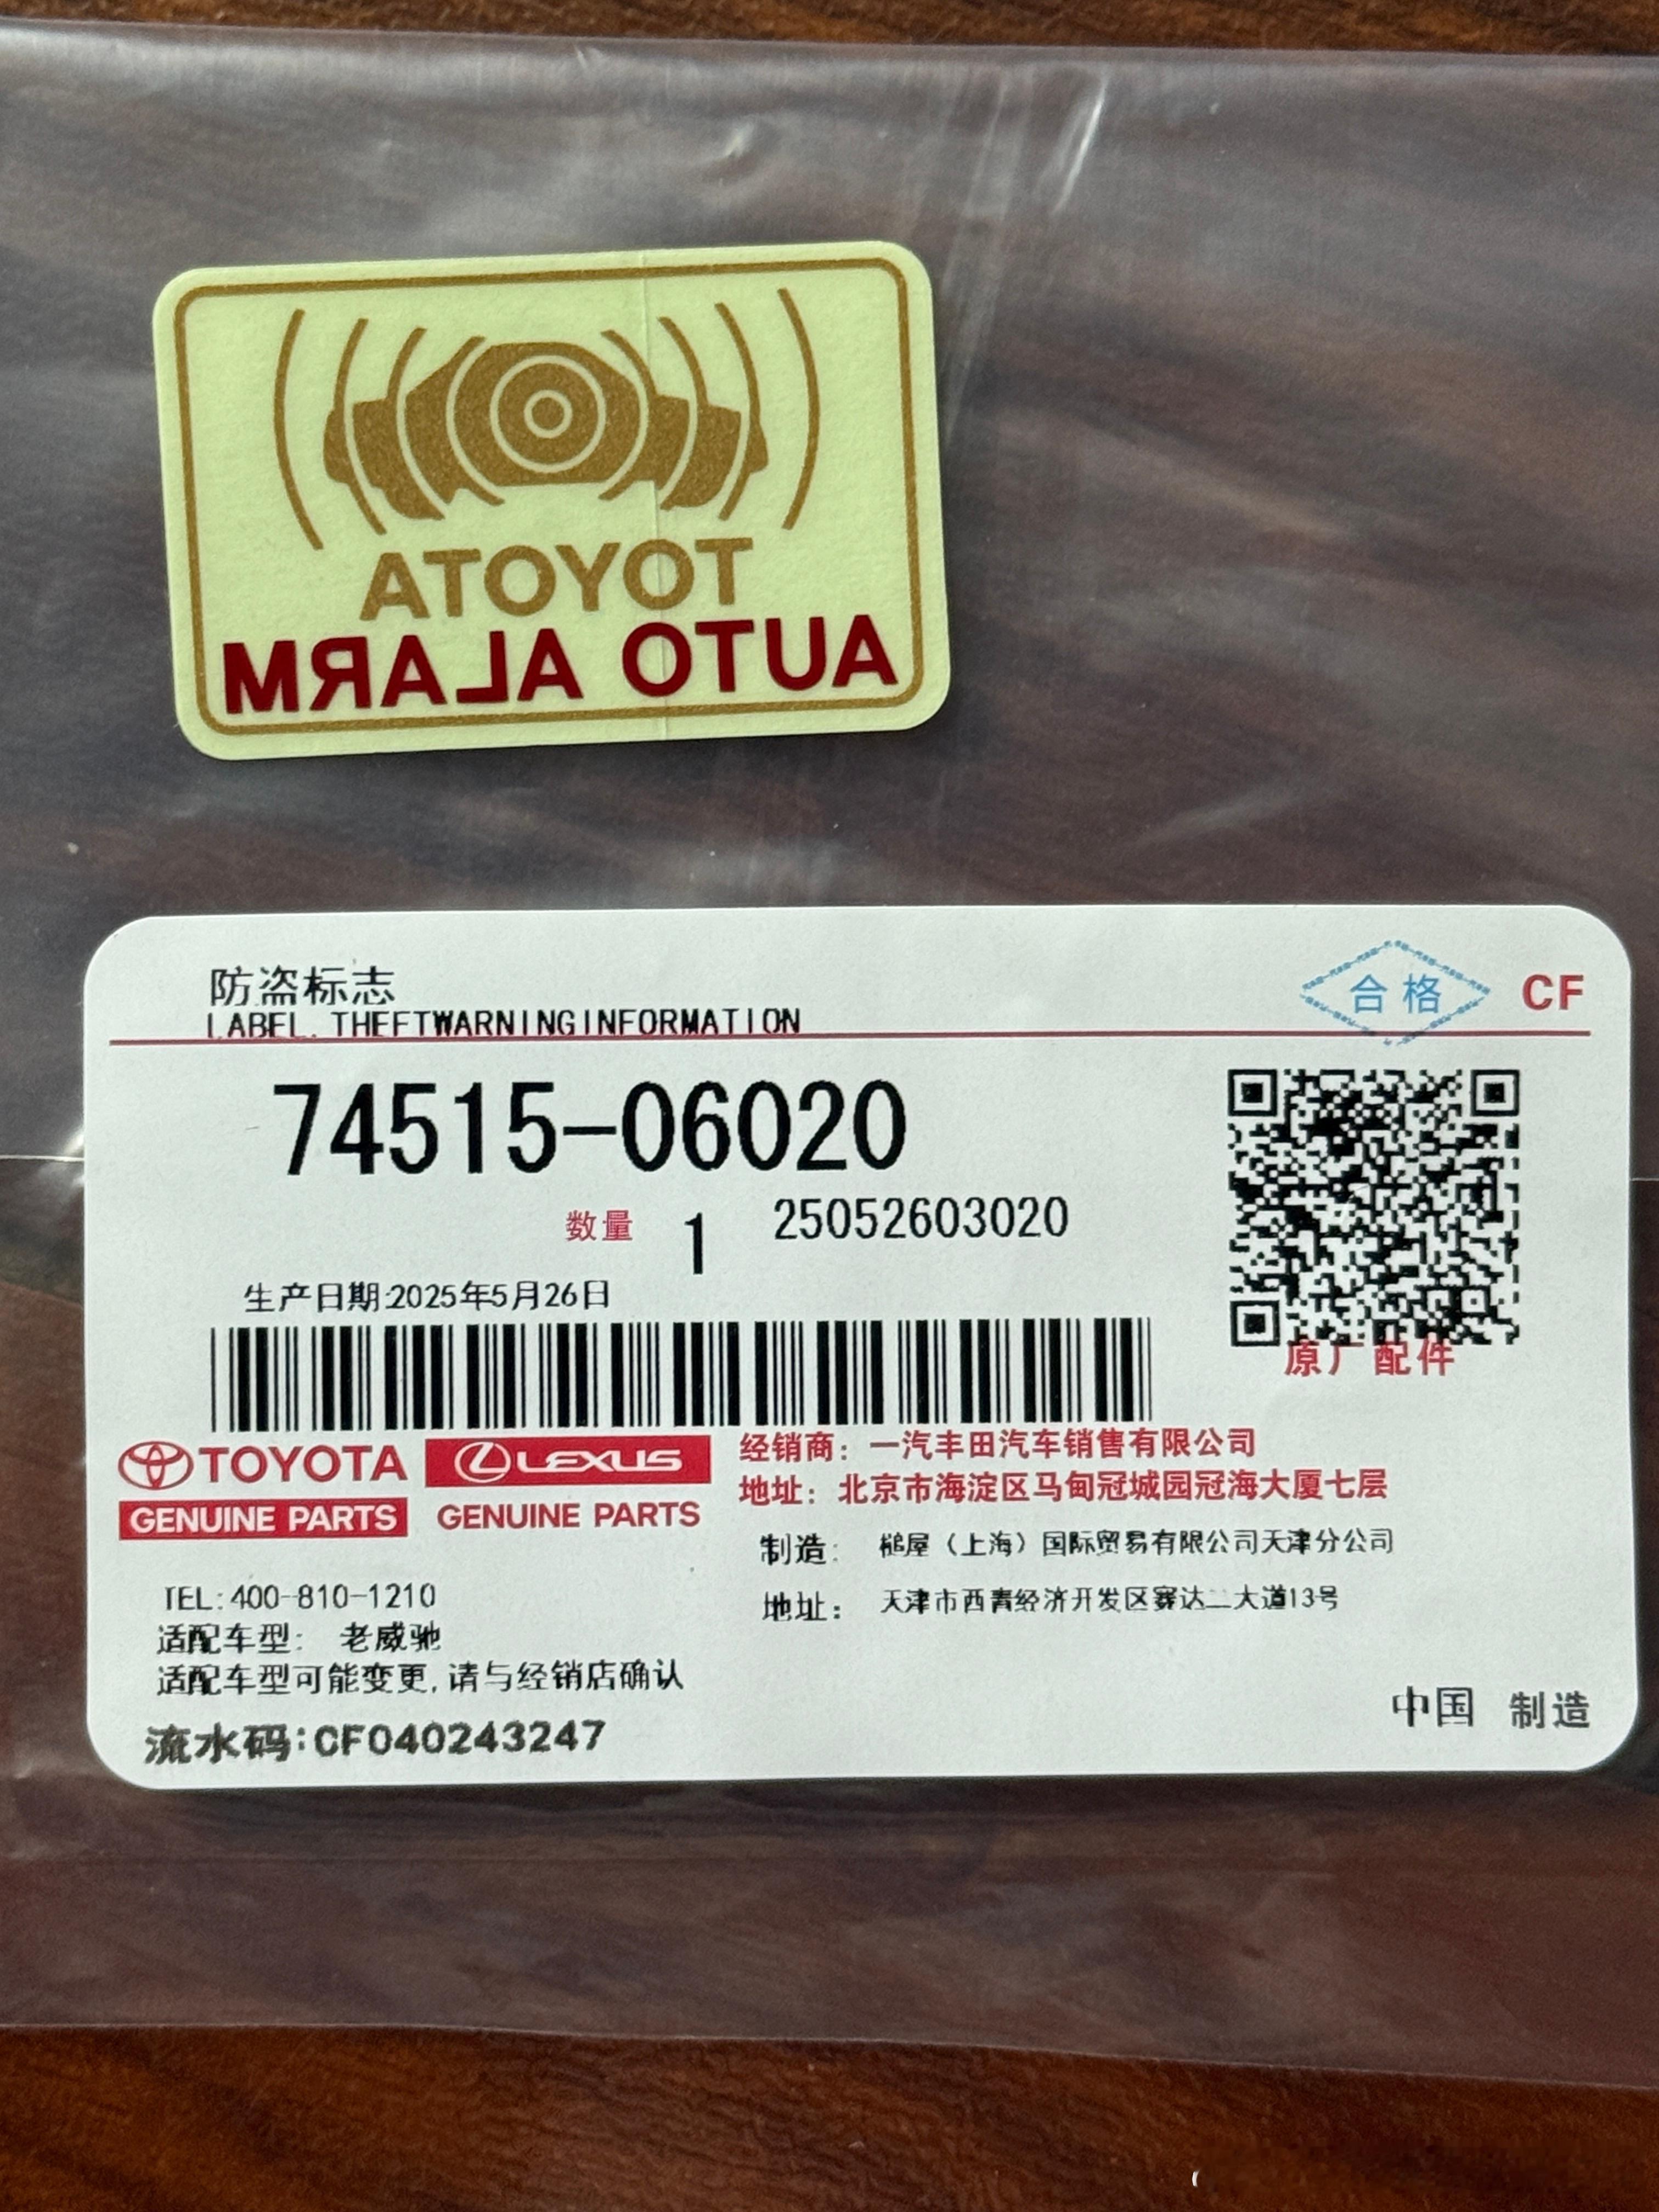 TOYOTA
AUTO ALARM
防盗标志
LABEL, THEFTWARNINGINFORMATION
合格 CF
74515-06020
数量 1 25052603020
生产日期:2025年5月26日
原厂配件
TOYOTA
GENUINE PARTS
LEXUS
GENUINE PARTS
经销商：一汽丰田汽车销售有限公司
地址：北京市海淀区马甸冠城园冠海大厦七层
制造： 槌屋（上海）国际贸易有限公司天津分公司
地址： 天津市西青经济开发区赛达二大道13号
TEL:400-810-1210
适配车型: 老威驰
适配车型可能变更,请与经销店确认
流水码:CF040243247
中国 制造